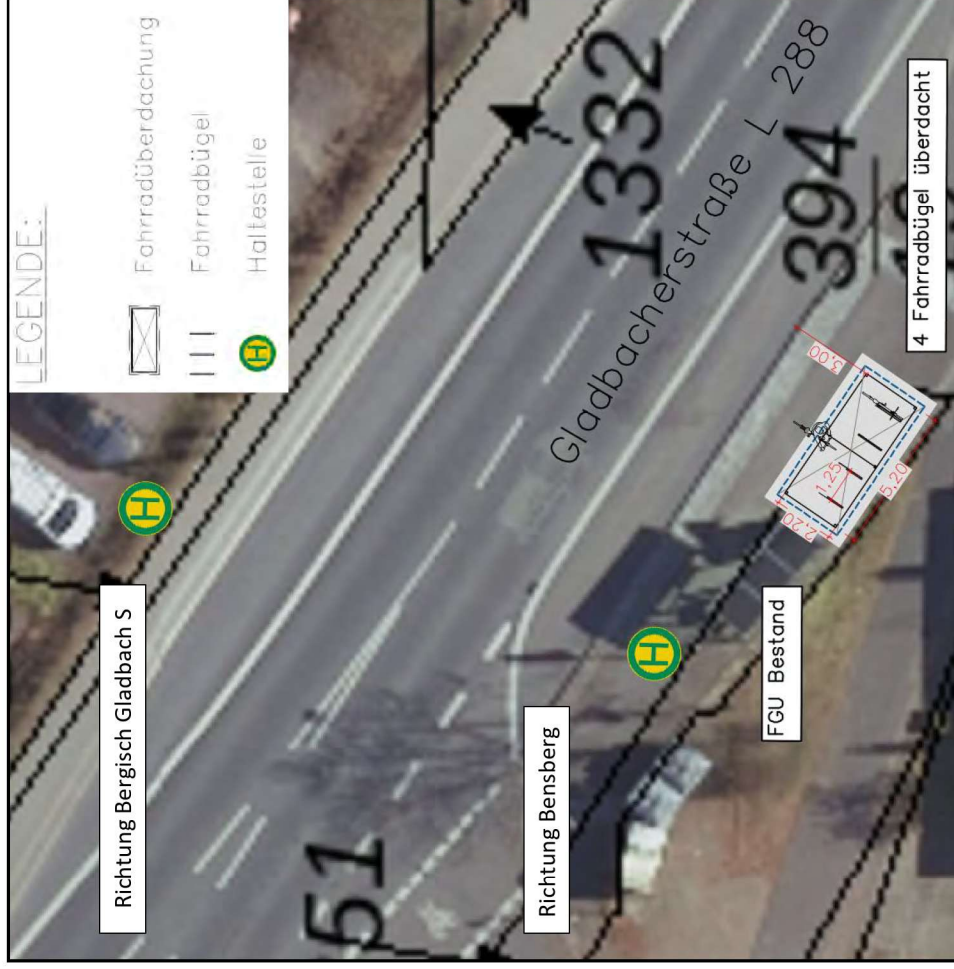 LEGENDE:
Fahrradüberdachung
Fahrradbügel
H Haltestelle
H
Richtung Bergisch Gladbach S
1332
Gladbacherstraße L 288
394
51
Richtung Bensberg
H
FGU Bestand
4 Fahrradbügel überdacht
3,00
1,25
2,20
5,20